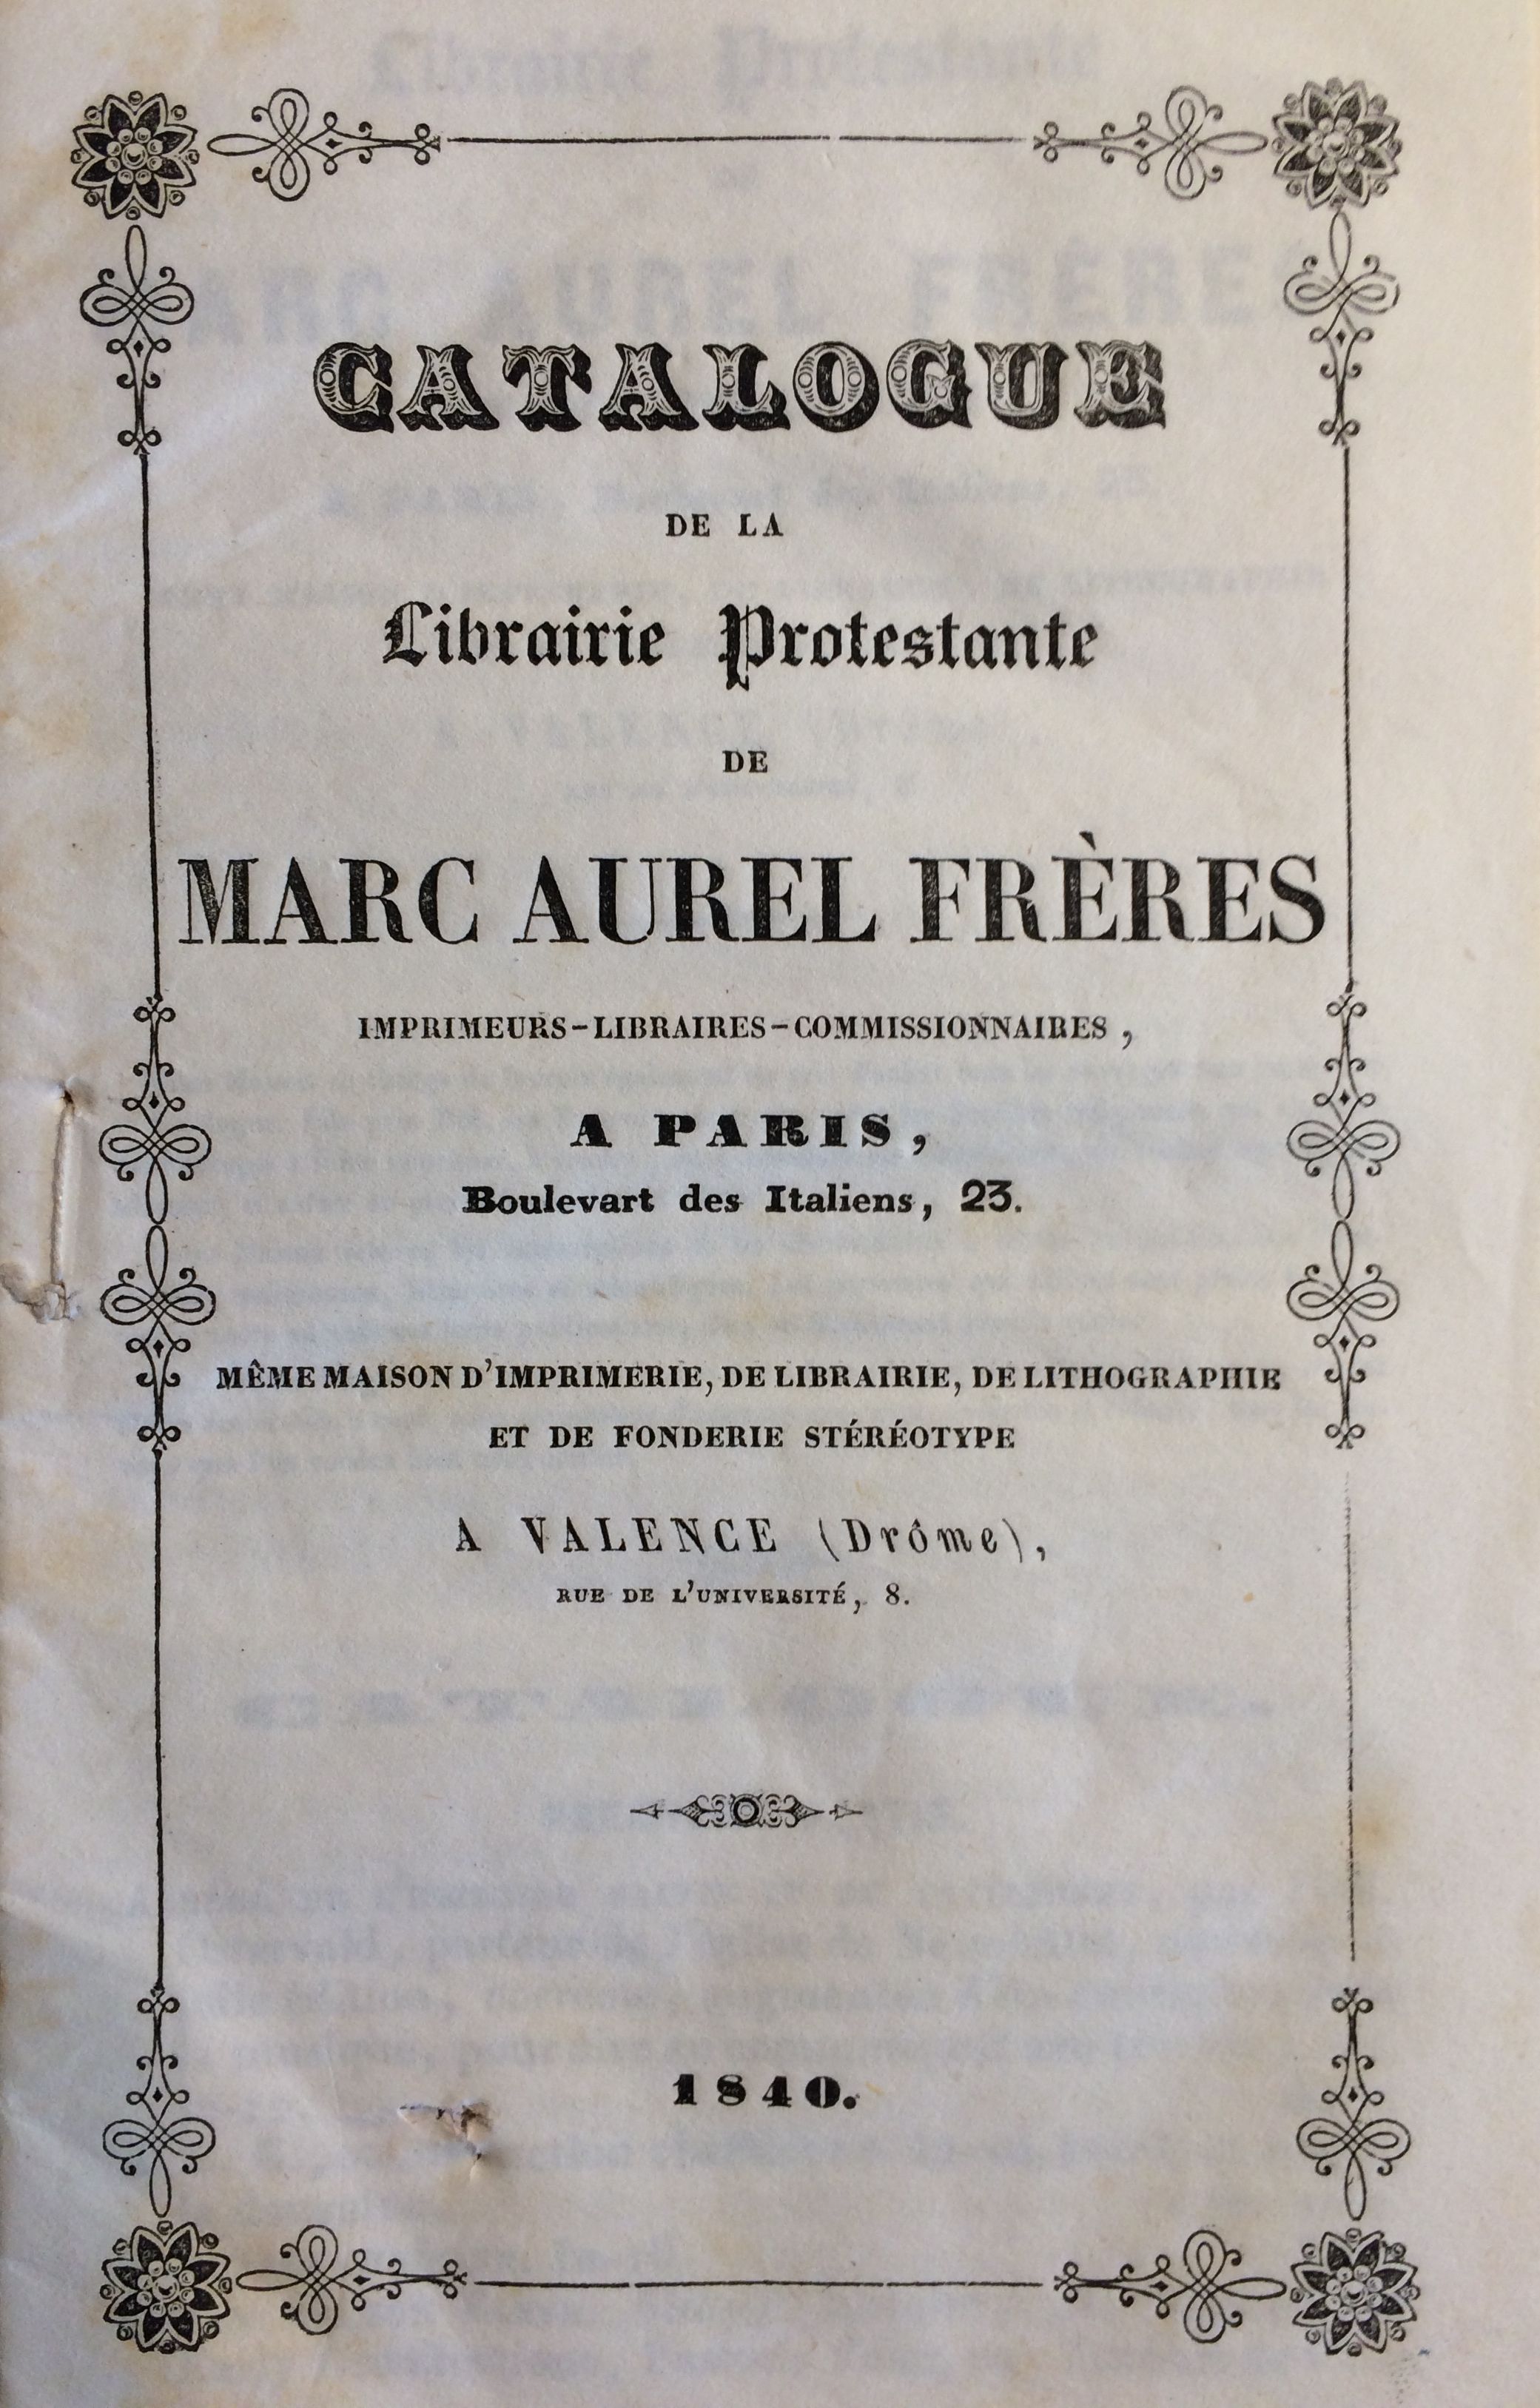 CATALOGUE
DE LA
Librairie Protestante
DE
MARC AUREL FRÈRES
IMPRIMEURS-LIBRAIRES-COMMISSIONNAIRES,
A PARIS,
Boulevart des Italiens, 23.
MÊME MAISON D'IMPRIMERIE, DE LIBRAIRIE, DE LITHOGRAPHIE
ET DE FONDERIE STÉRÉOTYPE
A VALENCE (Drôme),
RUE DE L'UNIVERSITÉ, 8.
1840.